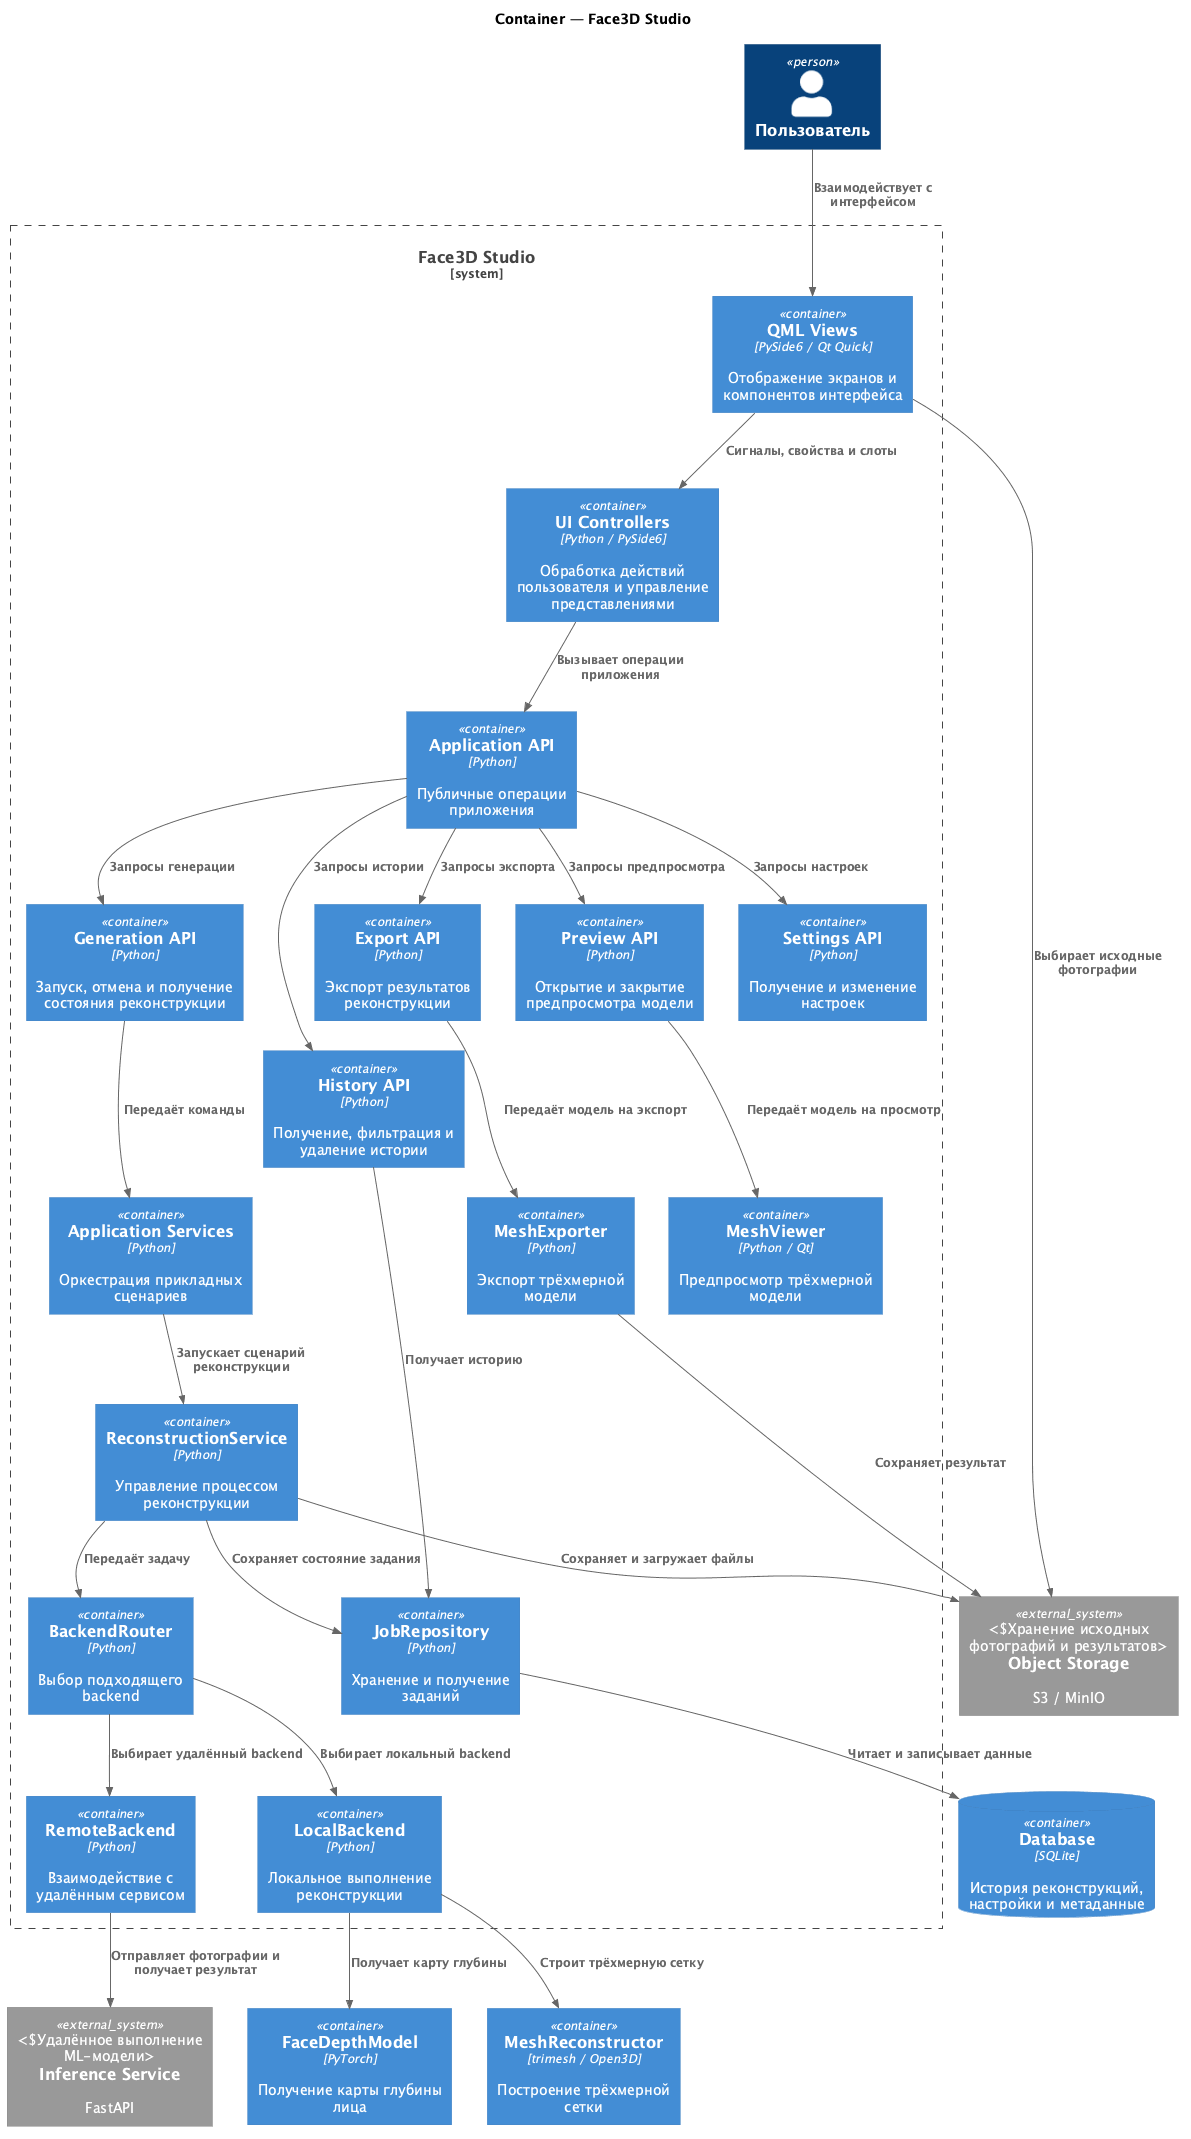 Container — Face3D Studio
«person»
Пользователь
Взаимодействует с
интерфейсом
Face3D Studio
[system]
«container»
QML Views
[PySide6 / Qt Quick]
Отображение экранов и
компонентов интерфейса
Сигналы, свойства и слоты
«container»
UI Controllers
[Python / PySide6]
Обработка действий
пользователя и управление
представлениями
Вызывает операции
приложения
«container»
Application API
[Python]
Публичные операции
приложения
Запросы генерации
Запросы истории
Запросы экспорта
Запросы предпросмотра
Запросы настроек
«container»
Generation API
[Python]
Запуск, отмена и получение
состояния реконструкции
«container»
Export API
[Python]
Экспорт результатов
реконструкции
«container»
Preview API
[Python]
Открытие и закрытие
предпросмотра модели
«container»
Settings API
[Python]
Получение и изменение
настроек
Выбирает исходные
фотографии
«container»
History API
[Python]
Получение, фильтрация и
удаление истории
Передаёт команды
Передаёт модель на экспорт
Передаёт модель на просмотр
«container»
Application Services
[Python]
Оркестрация прикладных
сценариев
«container»
MeshExporter
[Python]
Экспорт трёхмерной
модели
«container»
MeshViewer
[Python / Qt]
Предпросмотр трёхмерной
модели
Запускает сценарий
реконструкции
Получает историю
«container»
ReconstructionService
[Python]
Управление процессом
реконструкции
Сохраняет результат
Передаёт задачу
Сохраняет состояние задания
Сохраняет и загружает файлы
«container»
BackendRouter
[Python]
Выбор подходящего
backend
«container»
JobRepository
[Python]
Хранение и получение
заданий
«external_system»
<$Хранение исходных
фотографий и результатов>
Object Storage
S3 / MinIO
Выбирает удалённый backend
Выбирает локальный backend
Читает и записывает данные
«container»
RemoteBackend
[Python]
Взаимодействие с
удалённым сервисом
«container»
LocalBackend
[Python]
Локальное выполнение
реконструкции
«container»
Database
[SQLite]
История реконструкций,
настройки и метаданные
Отправляет фотографии и
получает результат
Получает карту глубины
Строит трёхмерную сетку
«external_system»
<$Удалённое выполнение
ML-модели>
Inference Service
FastAPI
«container»
FaceDepthModel
[PyTorch]
Получение карты глубины
лица
«container»
MeshReconstructor
[trimesh / Open3D]
Построение трёхмерной
сетки